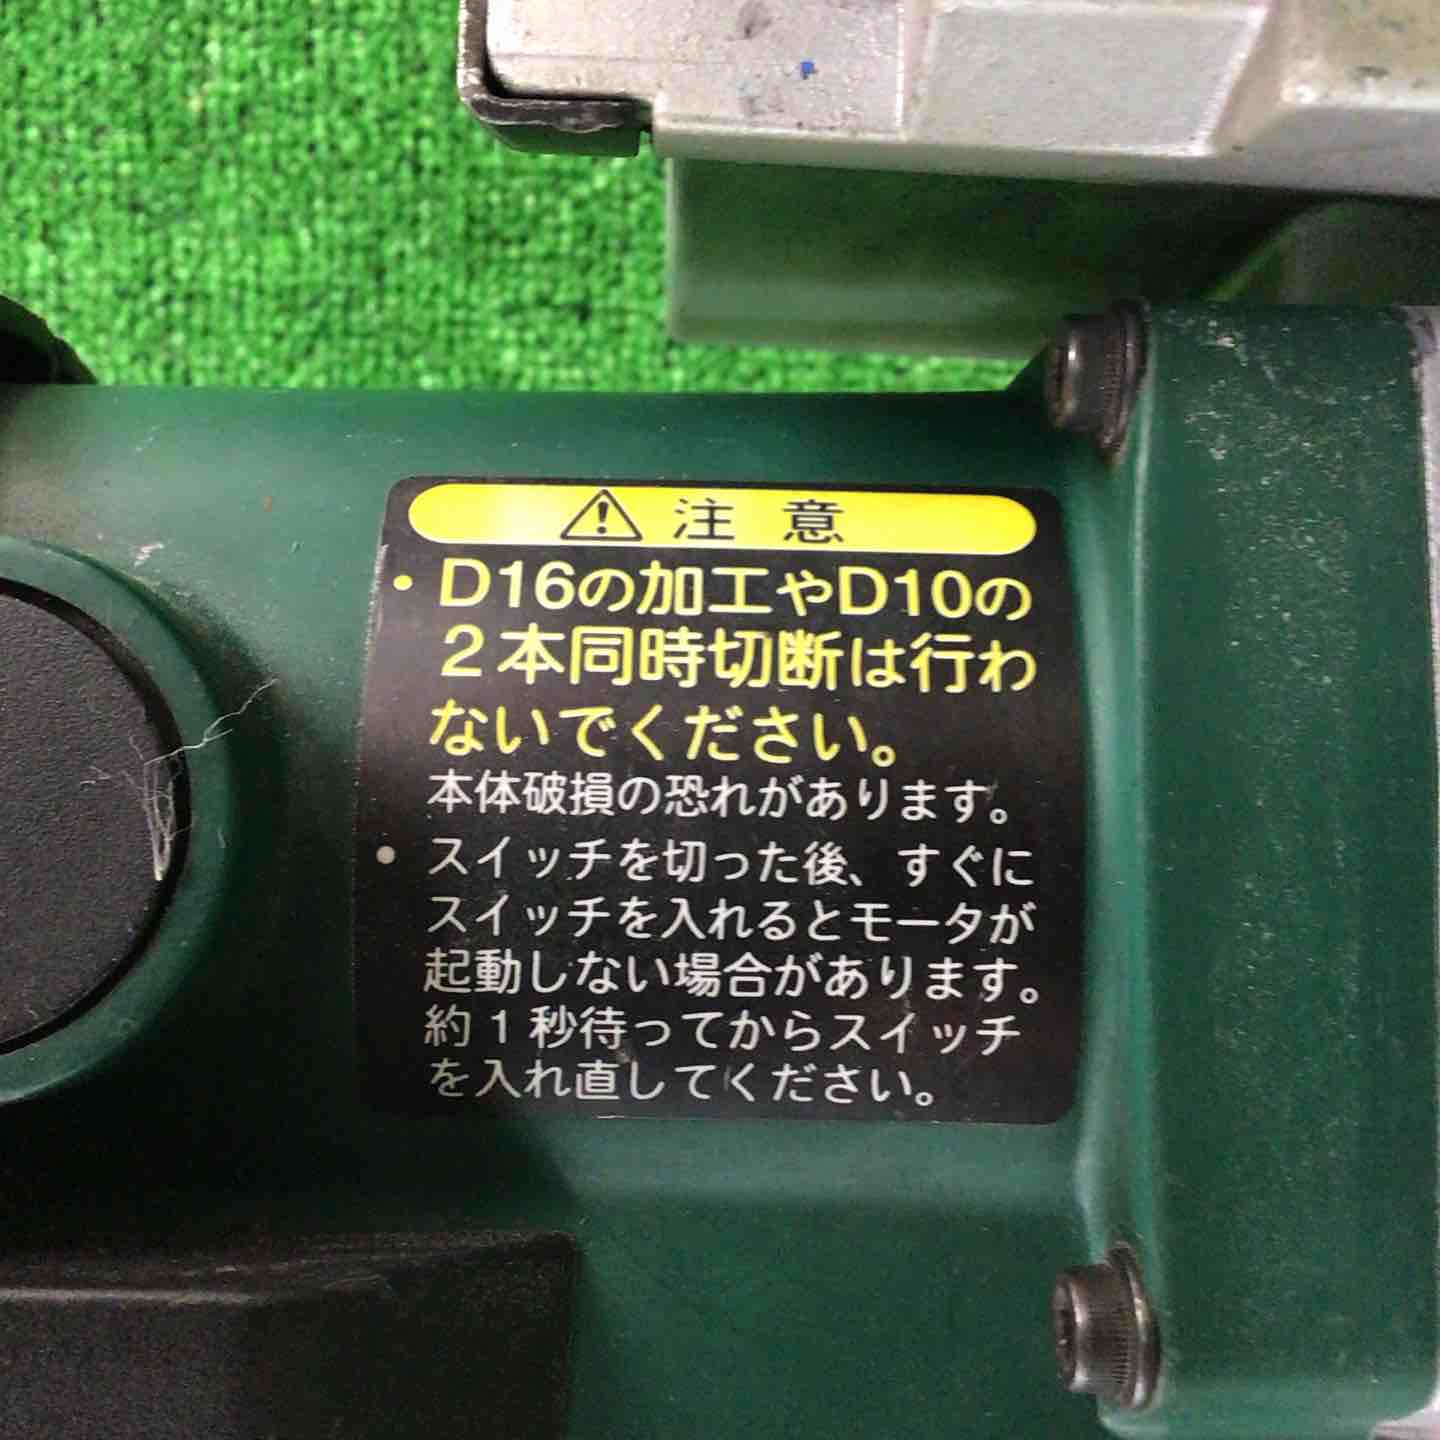 注意
・D16の加工やD10の
2本同時切断は行わ
ないでください。
本体破損の恐れがあります。
・スイッチを切った後、すぐに
スイッチを入れるとモータが
起動しない場合があります。
約1秒待ってからスイッチ
を入れ直してください。